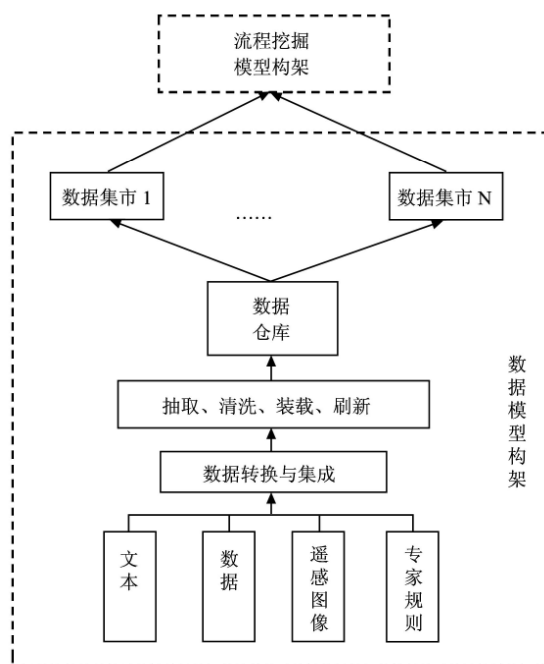 流程挖掘
模型构架
数据集市 1
……
数据集市 N
数据
仓库
数据模型构架
抽取、清洗、装载、刷新
数据转换与集成
文本
数据
遥感图像
专家规则